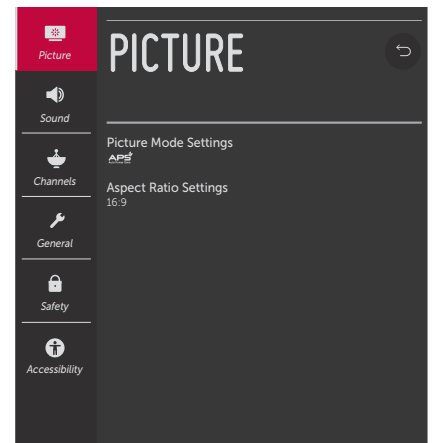 Picture
Sound
Channels
General
Safety
Accessibility
PICTURE
Picture Mode Settings
APS
Aspect Ratio Settings
16:9